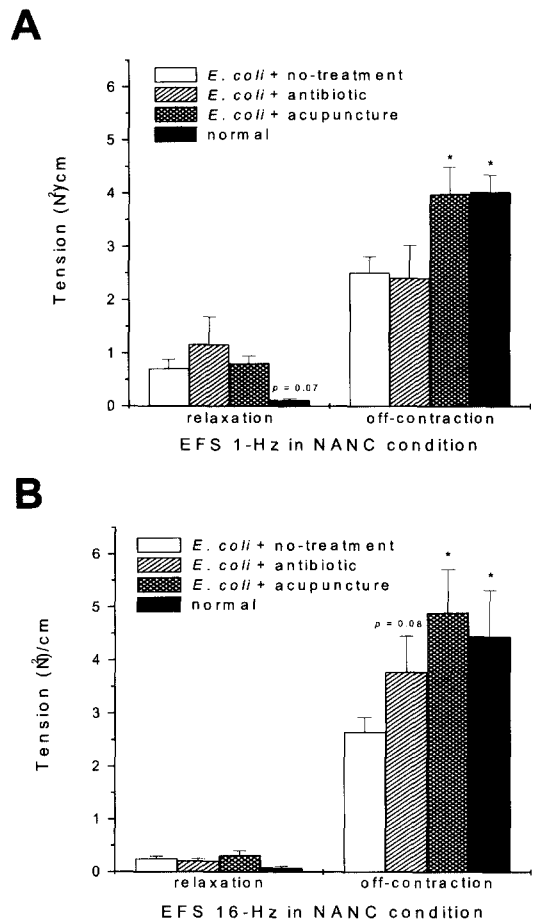 A
E. coli + no-treatment
E. coli + antibiotic
E. coli + acupuncture
normal
Tension (N²)/cm
6
5
4
3
2
1
0
* *
p = 0.07
relaxation off-contraction
EFS 1-Hz in NANC condition
B
E. coli + no-treatment
E. coli + antibiotic
E. coli + acupuncture
normal
Tension (N²)/cm
6
5
4
3
2
1
0
* *
p = 0.08
relaxation off-contraction
EFS 16-Hz in NANC condition